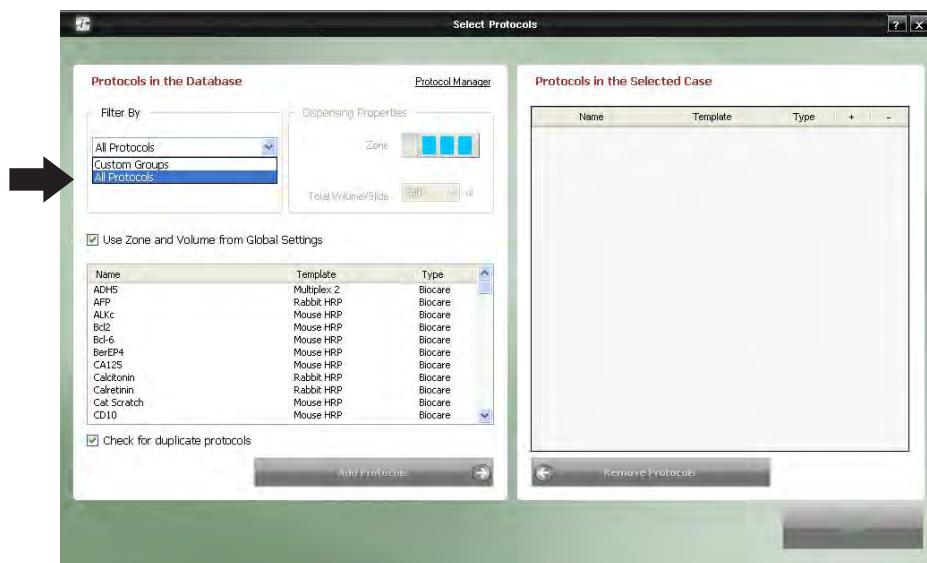 Select Protocols
? X
Protocols in the Database
Protocol Manager
Filter By
All Protocols
Custom Groups
All Protocols
Dispensing Properties
Zone
Total Volume/Slide 300 ul
Use Zone and Volume from Global Settings
Name Template Type
ADH5 Multiplex 2 Biocare
AFP Rabbit HRP Biocare
ALKc Mouse HRP Biocare
Bcl2 Mouse HRP Biocare
Bcl-6 Mouse HRP Biocare
BerEP4 Mouse HRP Biocare
CA125 Mouse HRP Biocare
Calcitonin Rabbit HRP Biocare
Calretinin Rabbit HRP Biocare
Cat Scratch Mouse HRP Biocare
CD10 Mouse HRP Biocare
Check for duplicate protocols
Add Protocols
Protocols in the Selected Case
Name Template Type + -
Remove Protocols